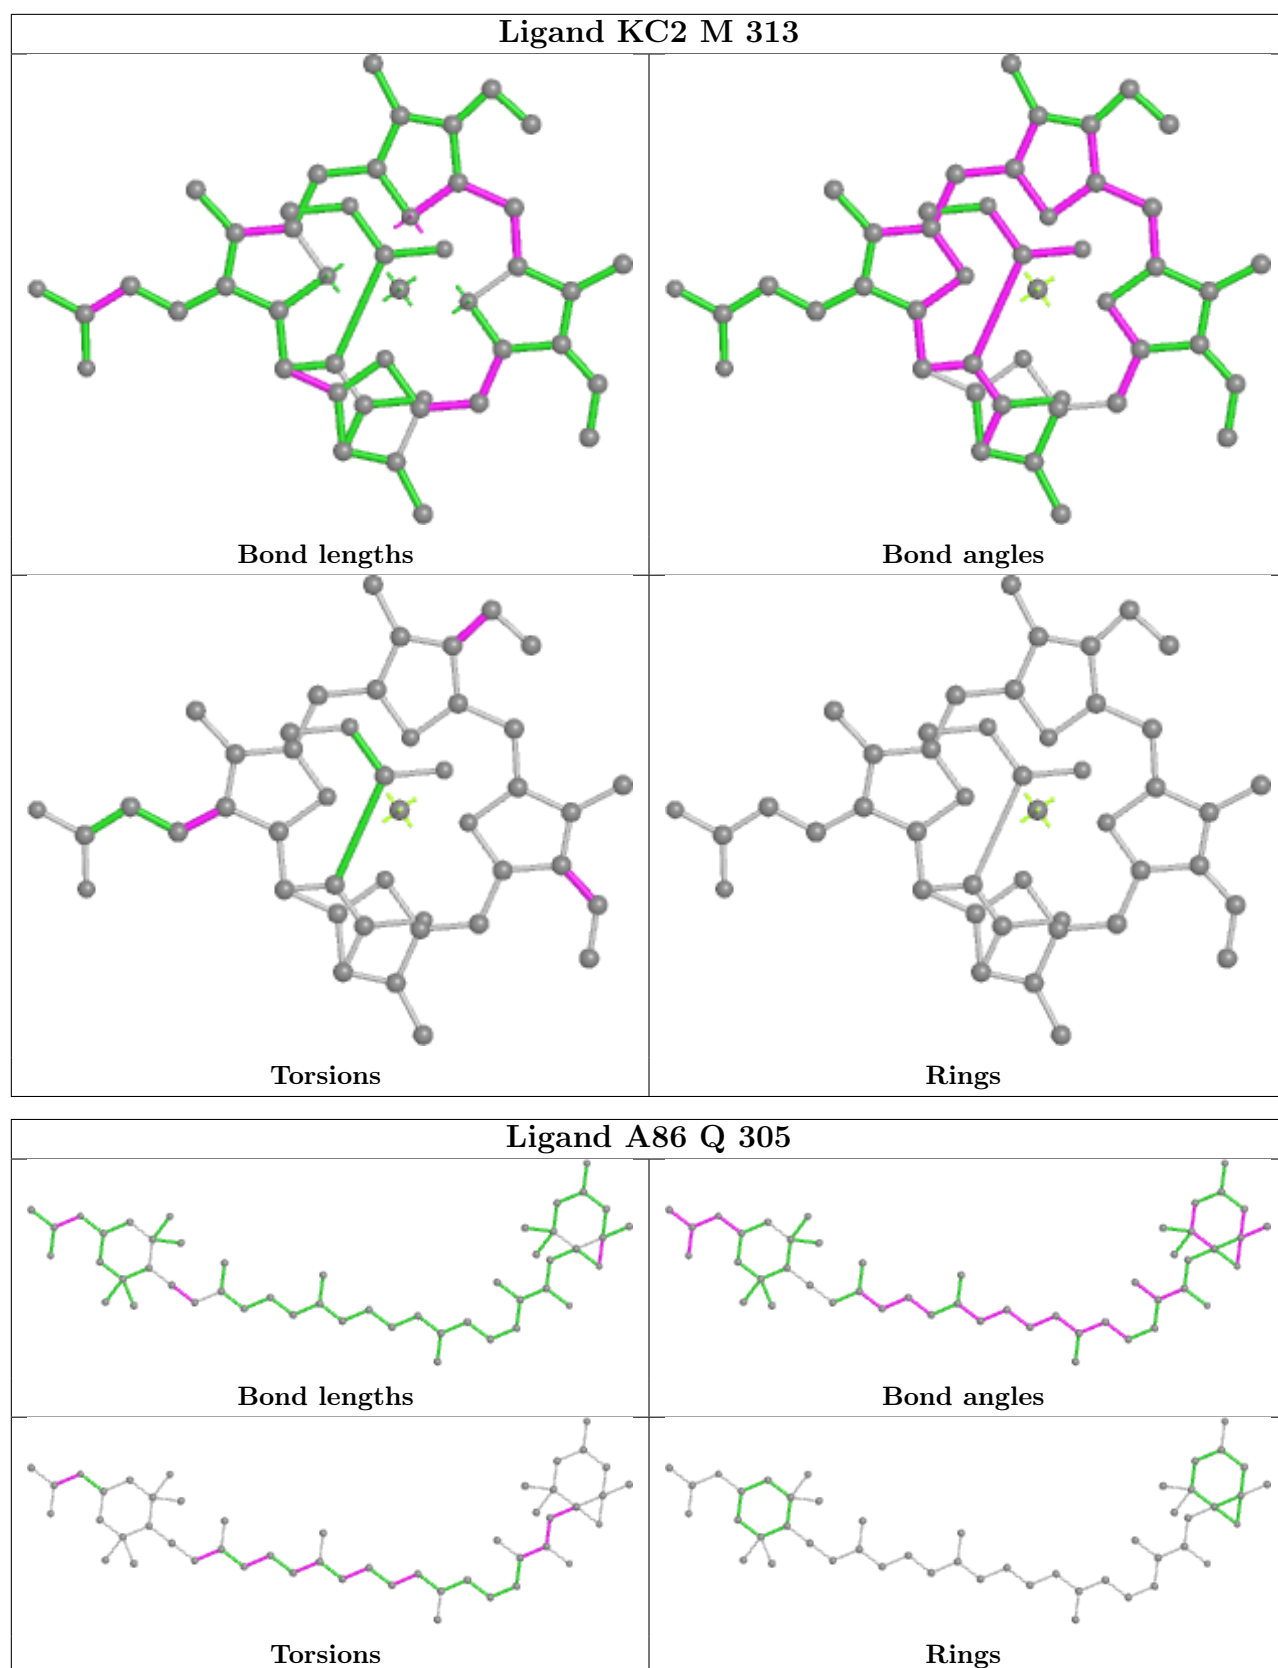 Ligand KC2 M 313
Bond lengths
Bond angles
Torsions
Rings
Ligand A86 Q 305
Bond lengths
Bond angles
Torsions
Rings